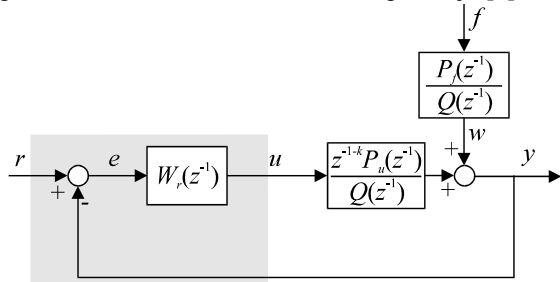 f
P_f(z^{-1})
Q(z^{-1})
w
r e W_r(z^{-1}) u z^{-1-k}P_u(z^{-1}) y
Q(z^{-1})
+ - + +